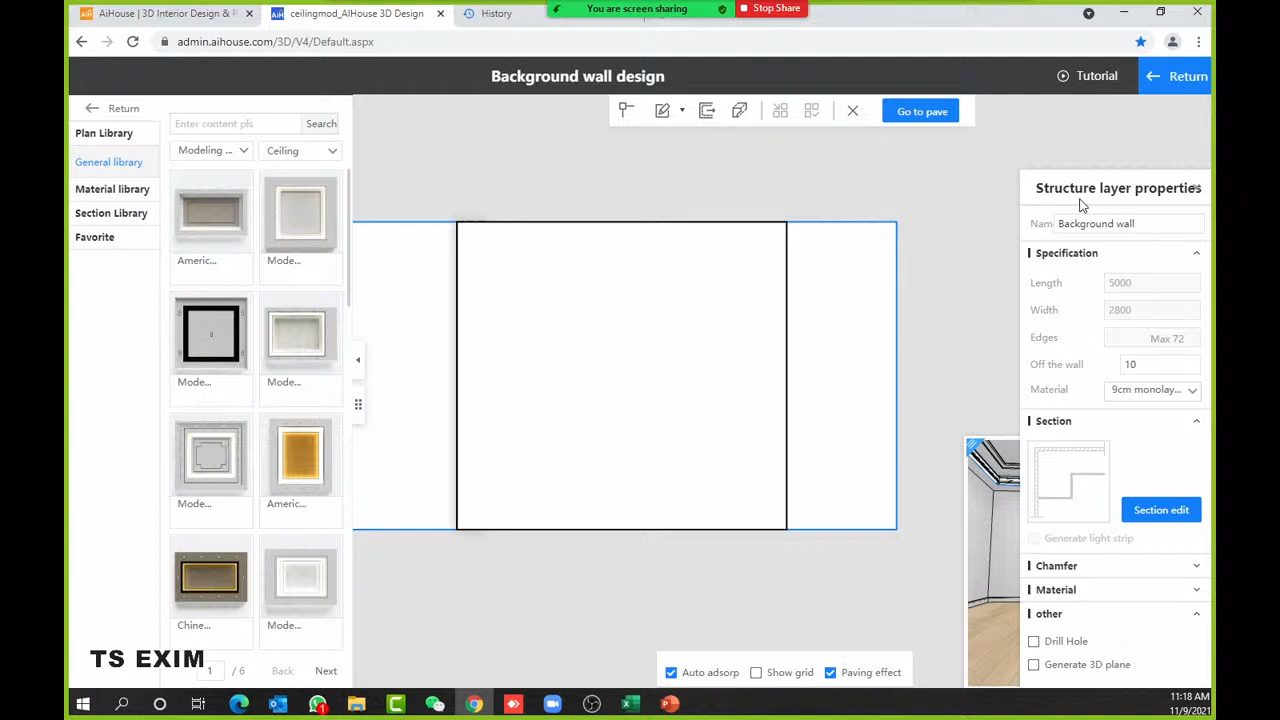 You are screen sharing
Stop Share
AiHouse | 3D Interior Design &
ceilingmod_AIHouse 3D Design
History
admin.aihouse.com/3D/V4/Default.aspx
Background wall design
Tutorial
Return
Return
Plan Library
General library
Material library
Section Library
Favorite
Enter content pls
Search
Modeling ...
Ceiling
Americ...
Mode...
Mode...
Mode...
Mode...
Americ...
Chine...
Mode...
1 / 6
Back
Next
Go to pave
Structure layer properties
Nam
Background wall
Specification
Length
5000
Width
2800
Edges
Max 72
Off the wall
10
Material
9cm monolay...
Section
Section edit
Generate light strip
Chamfer
Material
other
Drill Hole
Generate 3D plane
Auto adsorp
Show grid
Paving effect
TS EXIM
11:18 AM
11/9/2021